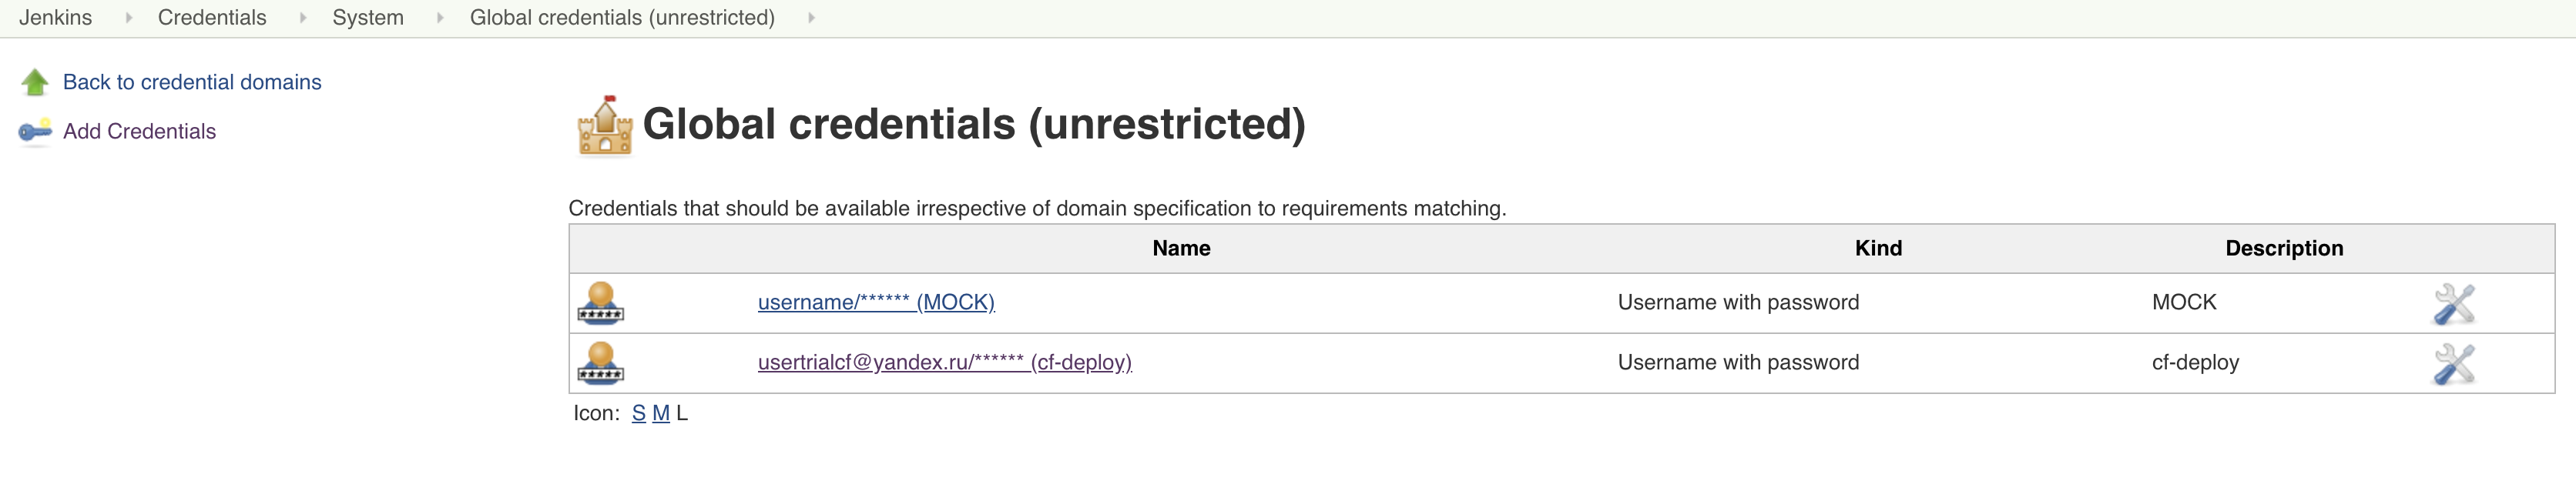 Jenkins Credentials System Global credentials (unrestricted)
Back to credential domains
Add Credentials
Global credentials (unrestricted)
Credentials that should be available irrespective of domain specification to requirements matching.
Name Kind Description
username/****** (MOCK) Username with password MOCK
usertrialcf@yandex.ru/****** (cf-deploy) Username with password cf-deploy
Icon: S M L